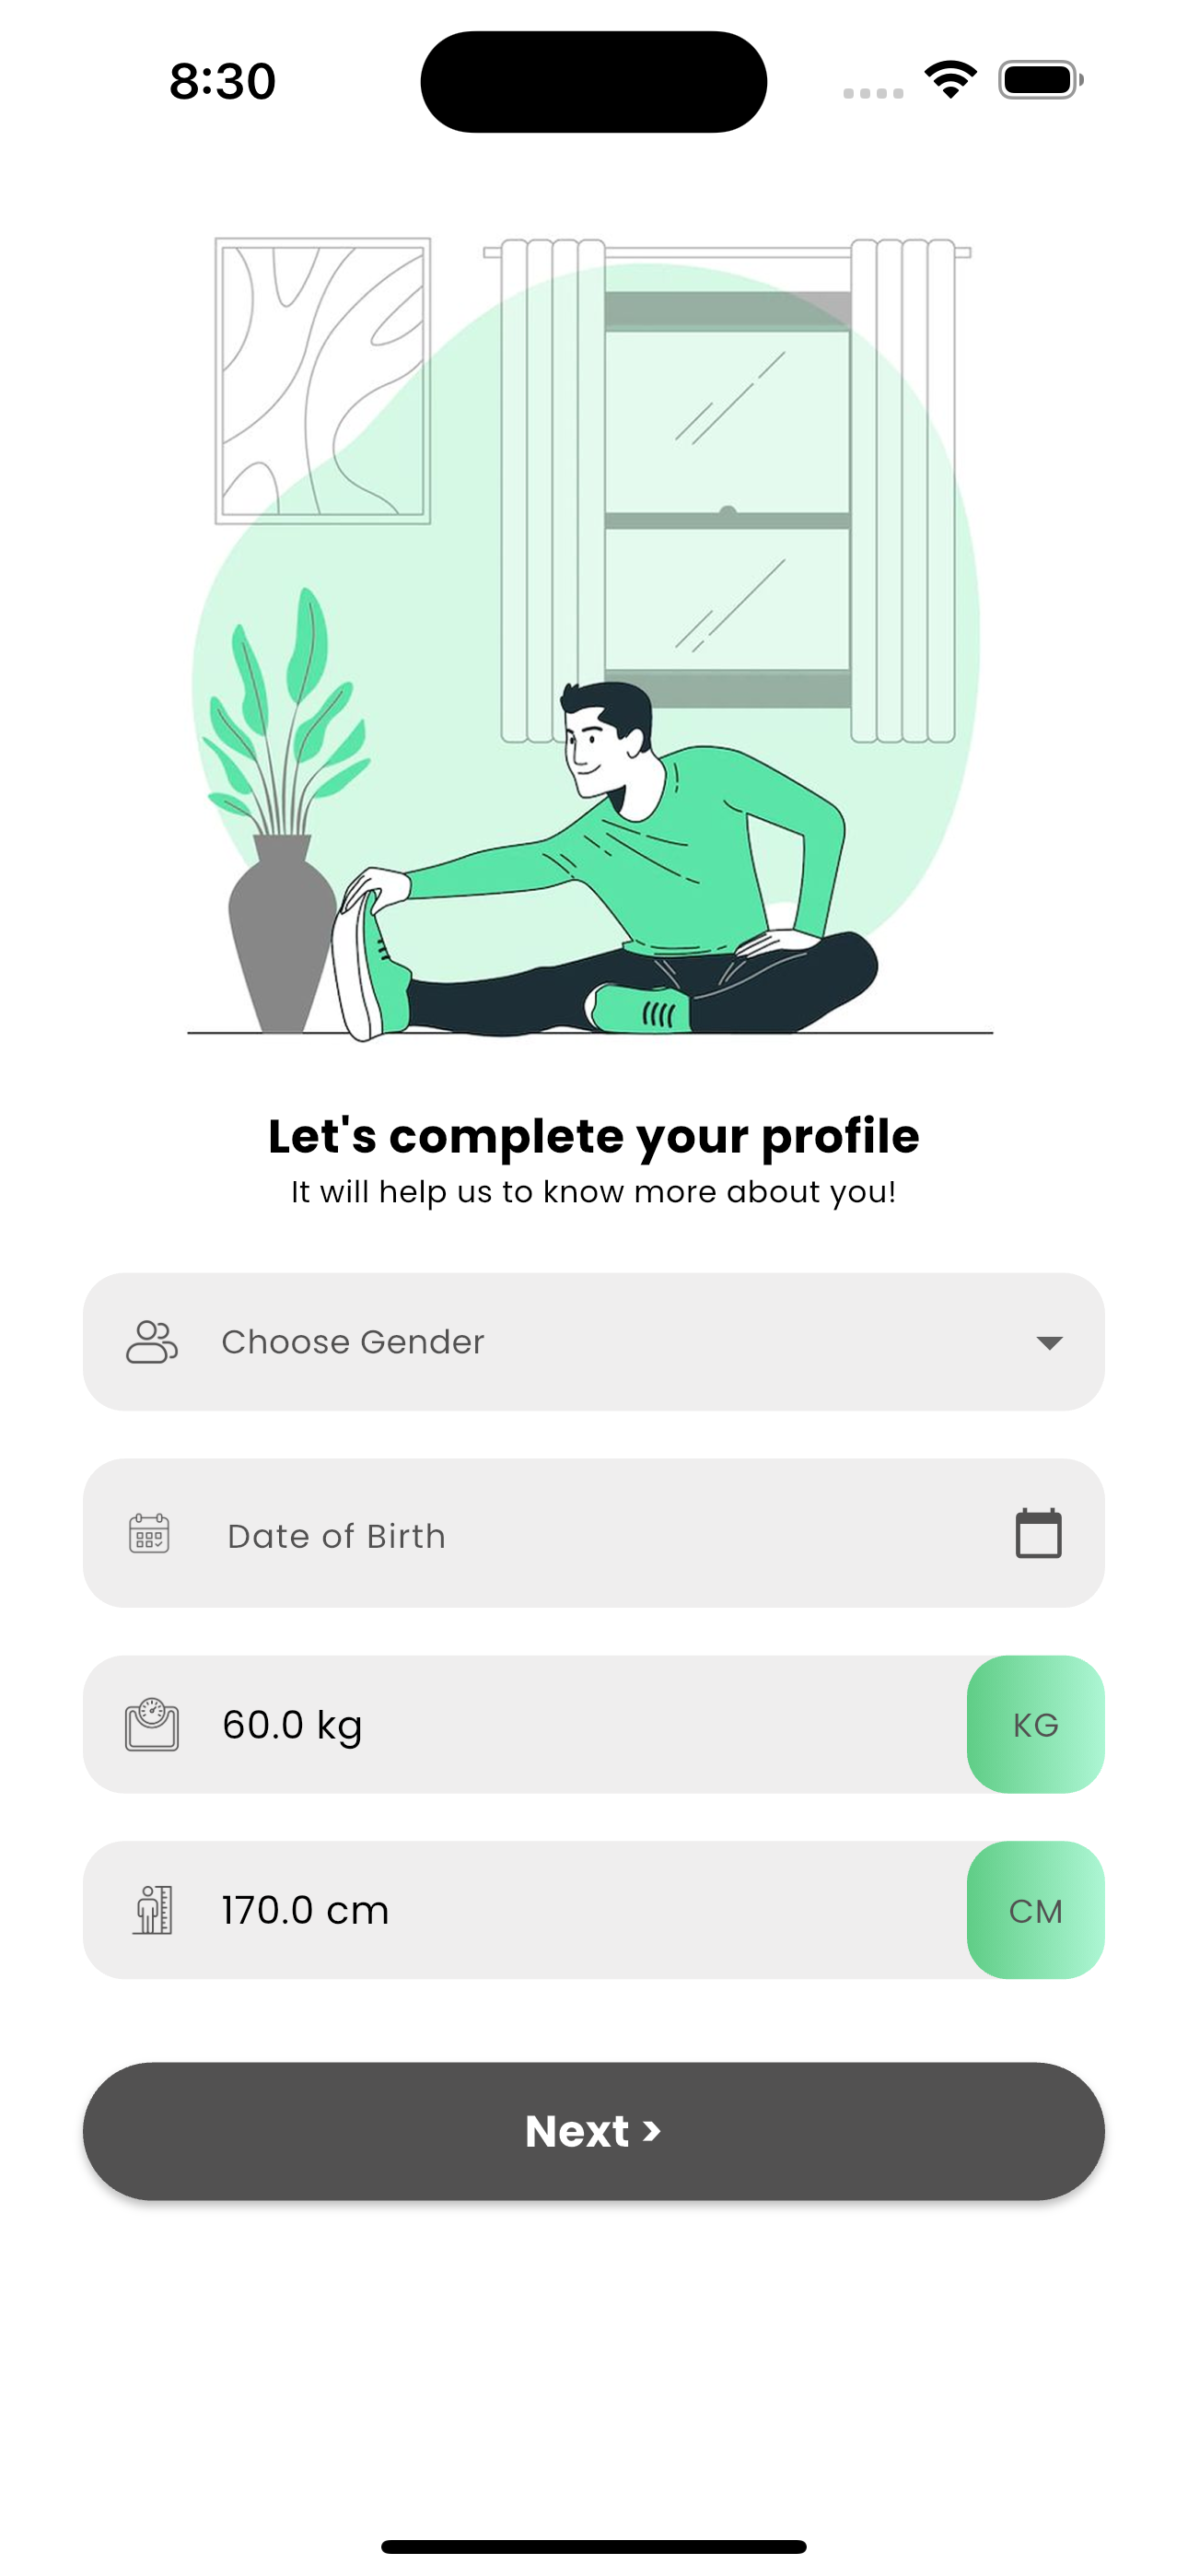 8:30
Let's complete your profile
It will help us to know more about you!
Choose Gender
Date of Birth
60.0 kg
KG
170.0 cm
CM
Next >